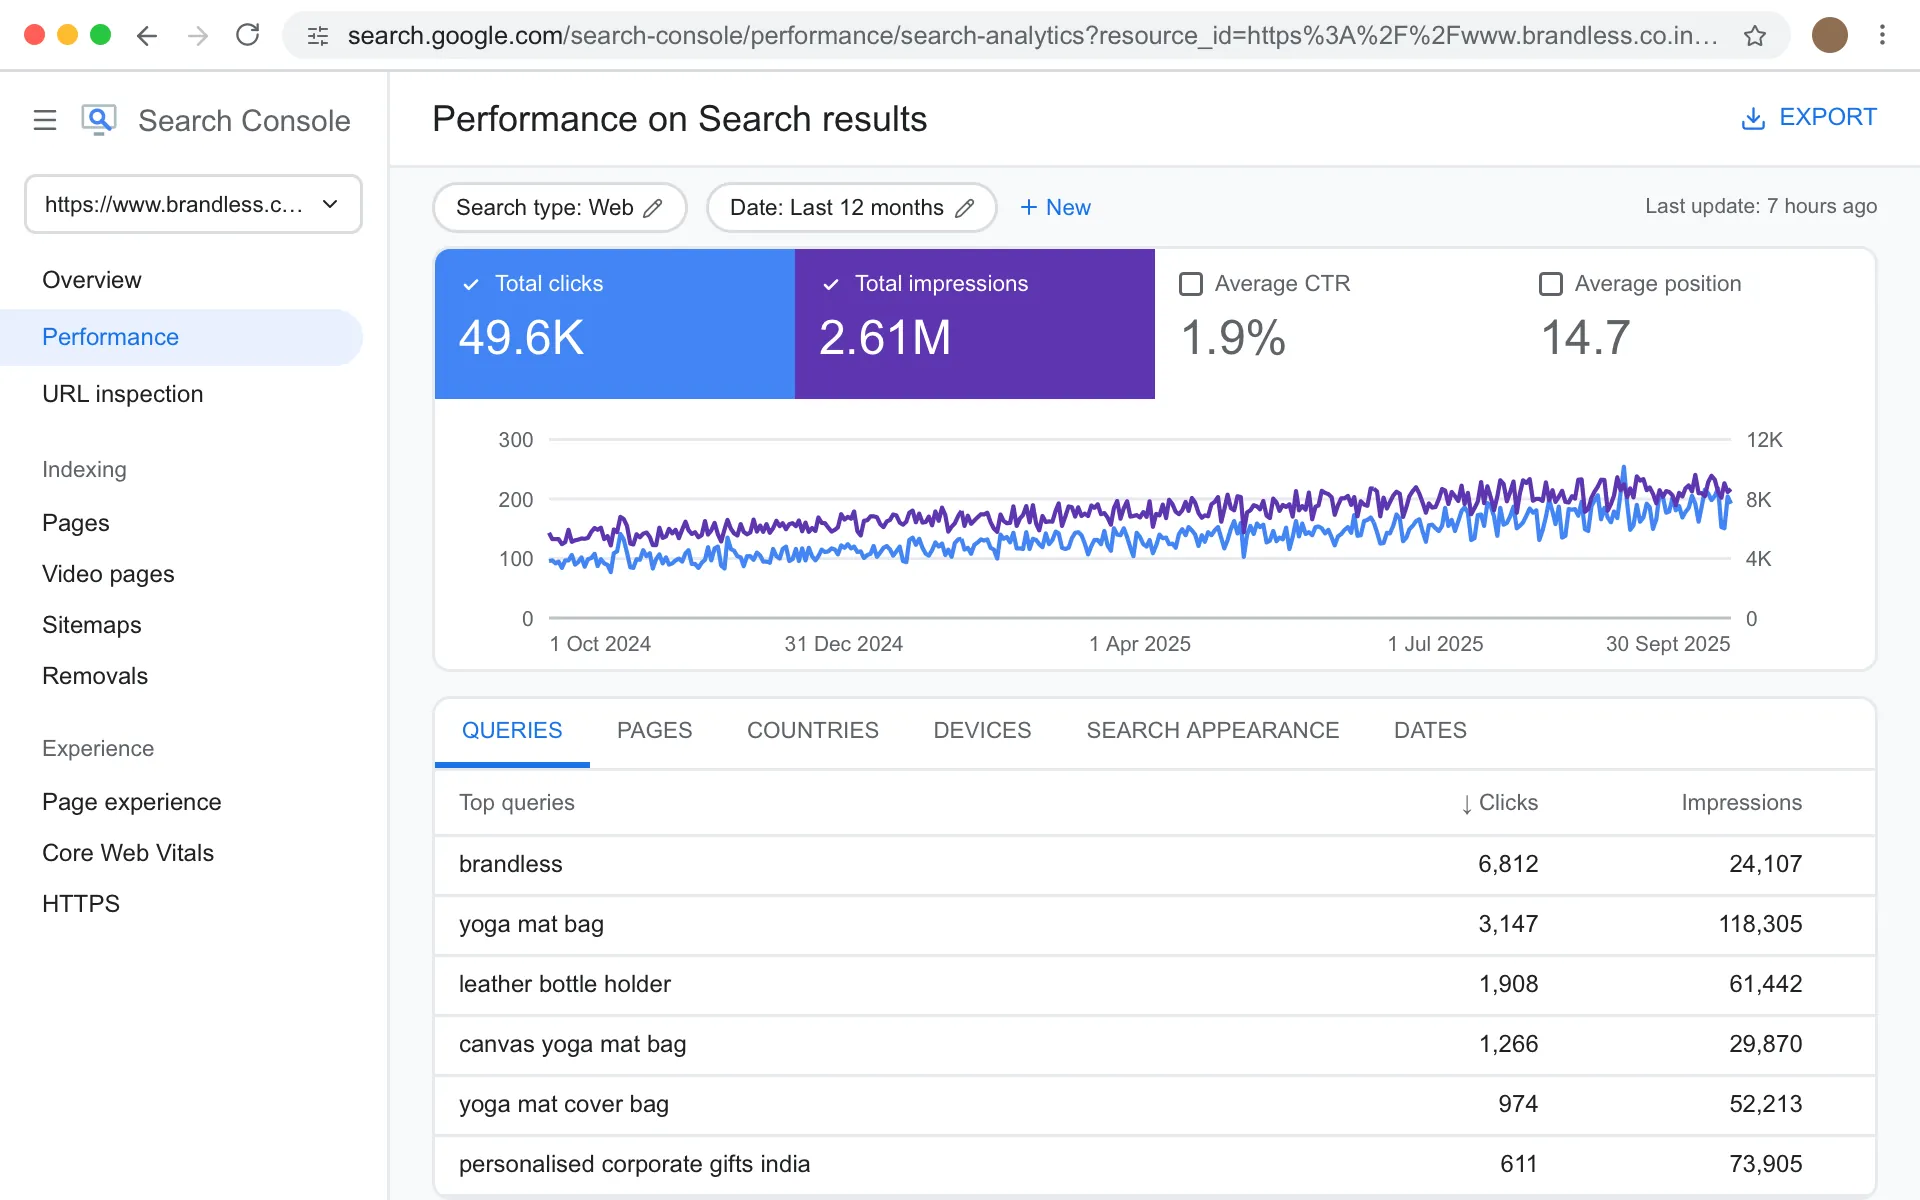 search.google.com/search-console/performance/search-analytics?resource_id=https%3A%2F%2Fwww.brandless.co.in…
Search Console
https://www.brandless.c…
Overview
Performance
URL inspection
Indexing
Pages
Video pages
Sitemaps
Removals
Experience
Page experience
Core Web Vitals
HTTPS
Performance on Search results
EXPORT
Search type: Web
Date: Last 12 months
+ New
Last update: 7 hours ago
Total clicks
49.6K
Total impressions
2.61M
Average CTR
1.9%
Average position
14.7
300 12K
200 8K
100 4K
0 0
1 Oct 2024 31 Dec 2024 1 Apr 2025 1 Jul 2025 30 Sept 2025
QUERIES PAGES COUNTRIES DEVICES SEARCH APPEARANCE DATES
Top queries ↓ Clicks Impressions
brandless 6,812 24,107
yoga mat bag 3,147 118,305
leather bottle holder 1,908 61,442
canvas yoga mat bag 1,266 29,870
yoga mat cover bag 974 52,213
personalised corporate gifts india 611 73,905